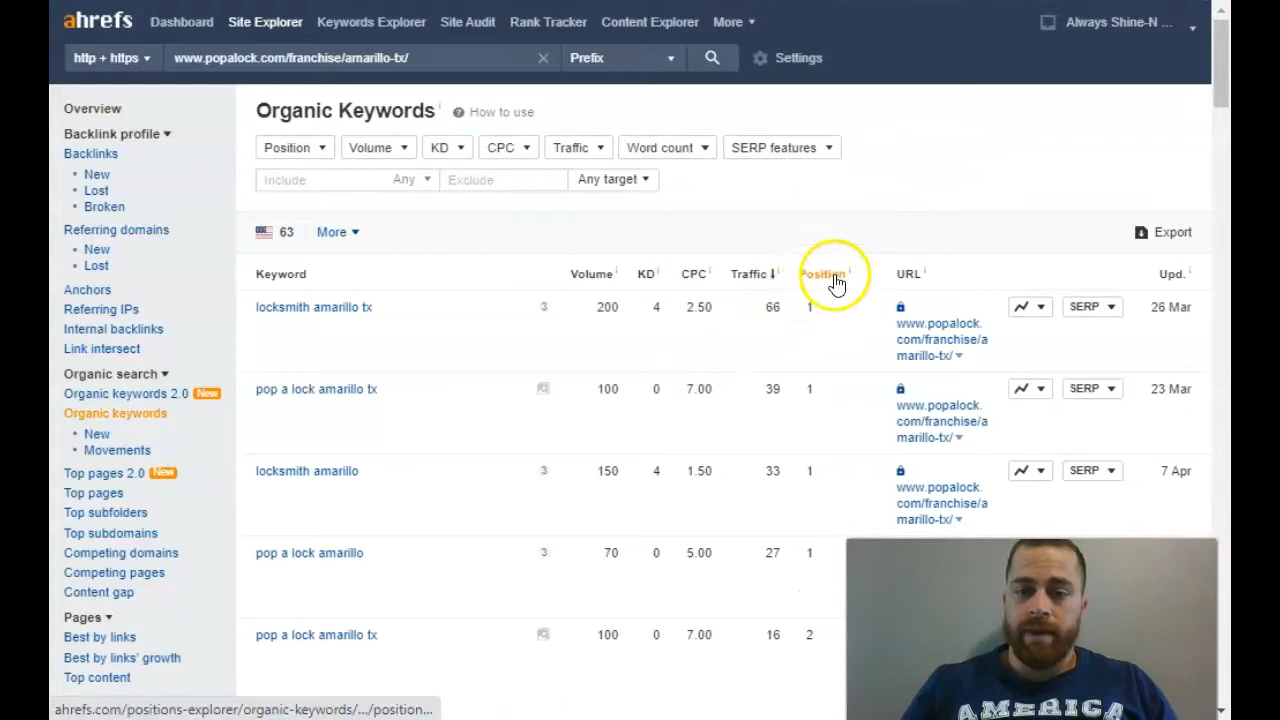 ahrefs Dashboard Site Explorer Keywords Explorer Site Audit Rank Tracker Content Explorer More Always Shine-N ...
http + https www.popalock.com/franchise/amarillo-tx/ Prefix Settings
Overview
Backlink profile
Backlinks
New
Lost
Broken
Referring domains
New
Lost
Anchors
Referring IPs
Internal backlinks
Link intersect
Organic search
Organic keywords 2.0 New
Organic keywords
New
Movements
Top pages 2.0 New
Top pages
Top subfolders
Top subdomains
Competing domains
Competing pages
Content gap
Pages
Best by links
Best by links' growth
Top content
Organic Keywords i How to use
Position Volume KD CPC Traffic Word count SERP features
Include Any Exclude Any target
63 More Export
Keyword Volume KD CPC Traffic Position URL Upd.
locksmith amarillo tx 3 200 4 2.50 66 1 www.popalock. SERP 26 Mar
com/franchise/a
marillo-tx/
pop a lock amarillo tx 100 0 7.00 39 1 www.popalock. SERP 23 Mar
com/franchise/a
marillo-tx/
locksmith amarillo 3 150 4 1.50 33 1 www.popalock. SERP 7 Apr
com/franchise/a
marillo-tx/
pop a lock amarillo 3 70 0 5.00 27 1
pop a lock amarillo tx 100 0 7.00 16 2
AMERICA
ahrefs.com/positions-explorer/organic-keywords/.../position...